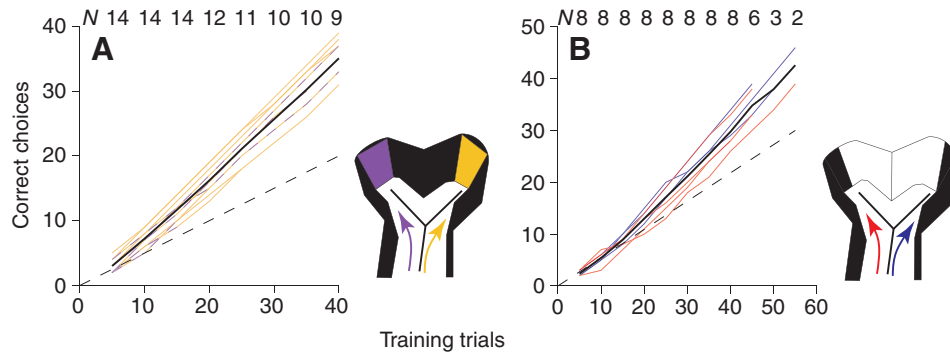 N 14 14 14 12 11 10 10 9
A
Correct choices
40
30
20
10
0
0 10 20 30 40
N 8 8 8 8 8 8 8 8 6 3 2
B
50
40
30
20
10
0
0 10 20 30 40 50 60
Training trials